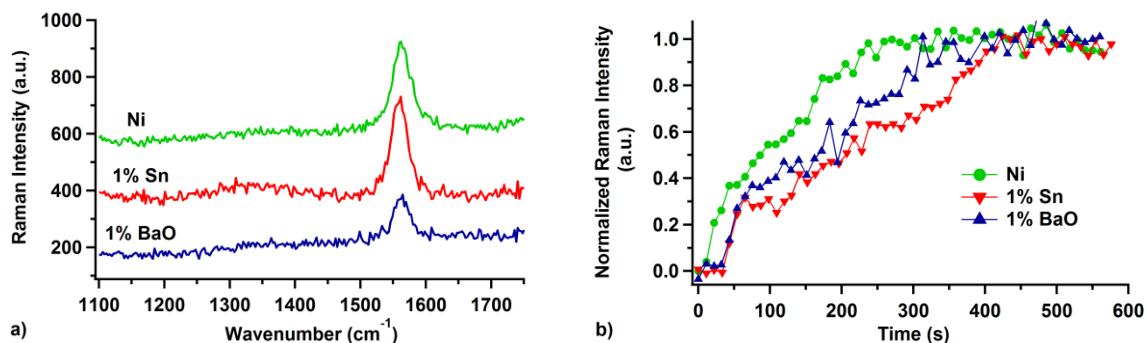 1000
800
600
400
200
Raman Intensity (a.u.)
Ni
1% Sn
1% BaO
1100 1200 1300 1400 1500 1600 1700
Wavenumber (cm⁻¹)
a)
1.0
0.8
0.6
0.4
0.2
0.0
Normalized Raman Intensity
(a.u.)
Ni
1% Sn
1% BaO
0 100 200 300 400 500 600
Time (s)
b)